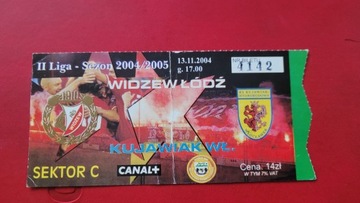 II Liga - Sezon 2004/2005
13.11.2004
g. 17.00
1910
WIDZEW ŁÓDŹ
KUJAWIAK WŁ.
SEKTOR C
CANAL+
Cena: 14zł
W TYM 7% VAT